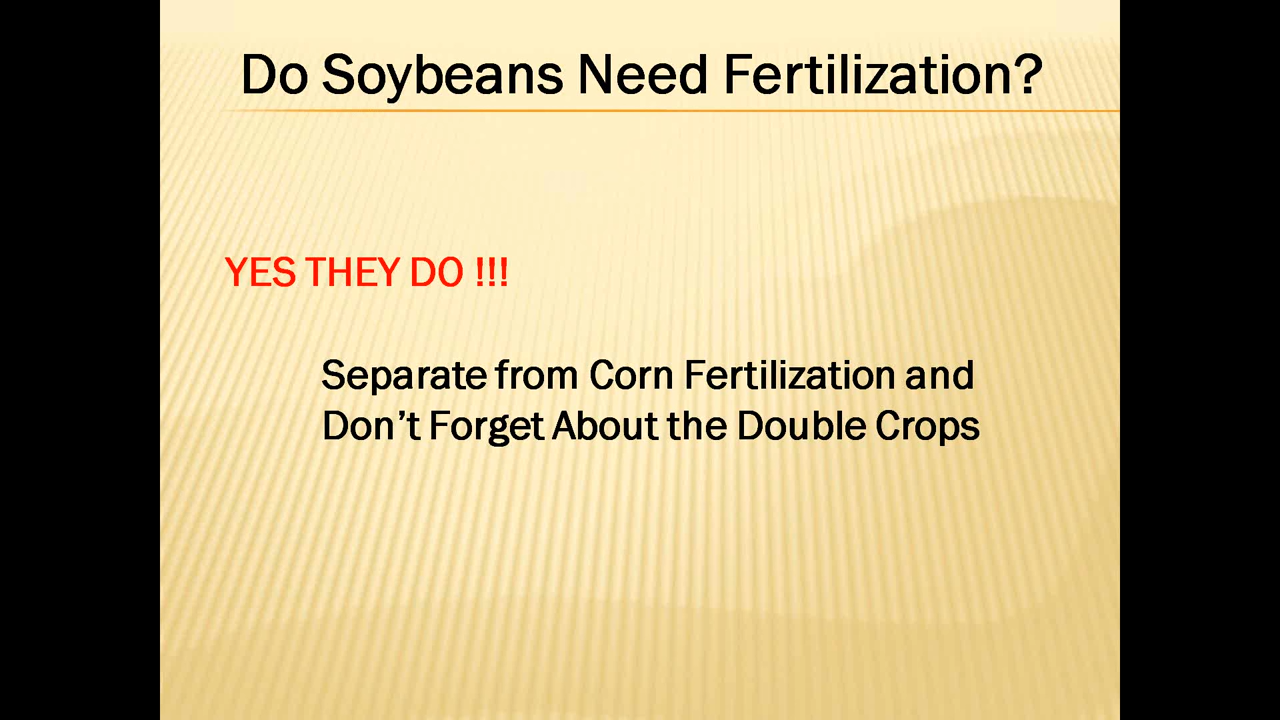 Do Soybeans Need Fertilization?
YES THEY DO !!!
Separate from Corn Fertilization and
Don’t Forget About the Double Crops